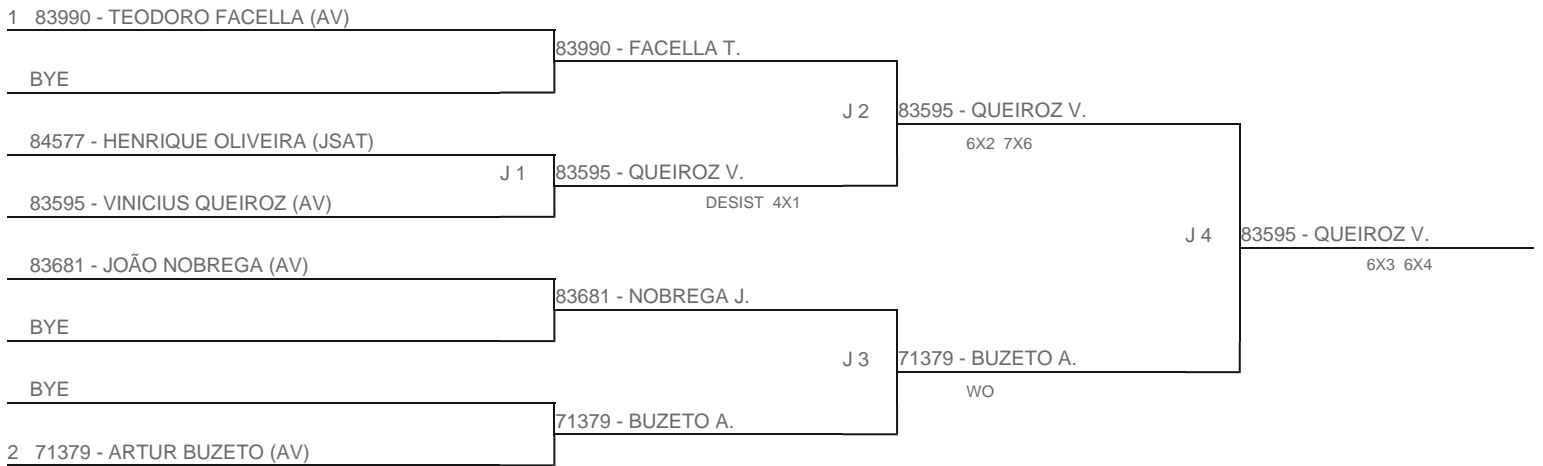 1 83990 - TEODORO FACELLA (AV)
83990 - FACELLA T.
BYE
J 2
83595 - QUEIROZ V.
6X2 7X6
84577 - HENRIQUE OLIVEIRA (JSAT)
J 1
83595 - QUEIROZ V.
DESIST 4X1
83595 - VINICIUS QUEIROZ (AV)
J 4
83595 - QUEIROZ V.
6X3 6X4
83681 - JOÃO NOBREGA (AV)
83681 - NOBREGA J.
BYE
J 3
71379 - BUZETO A.
WO
BYE
71379 - BUZETO A.
2 71379 - ARTUR BUZETO (AV)